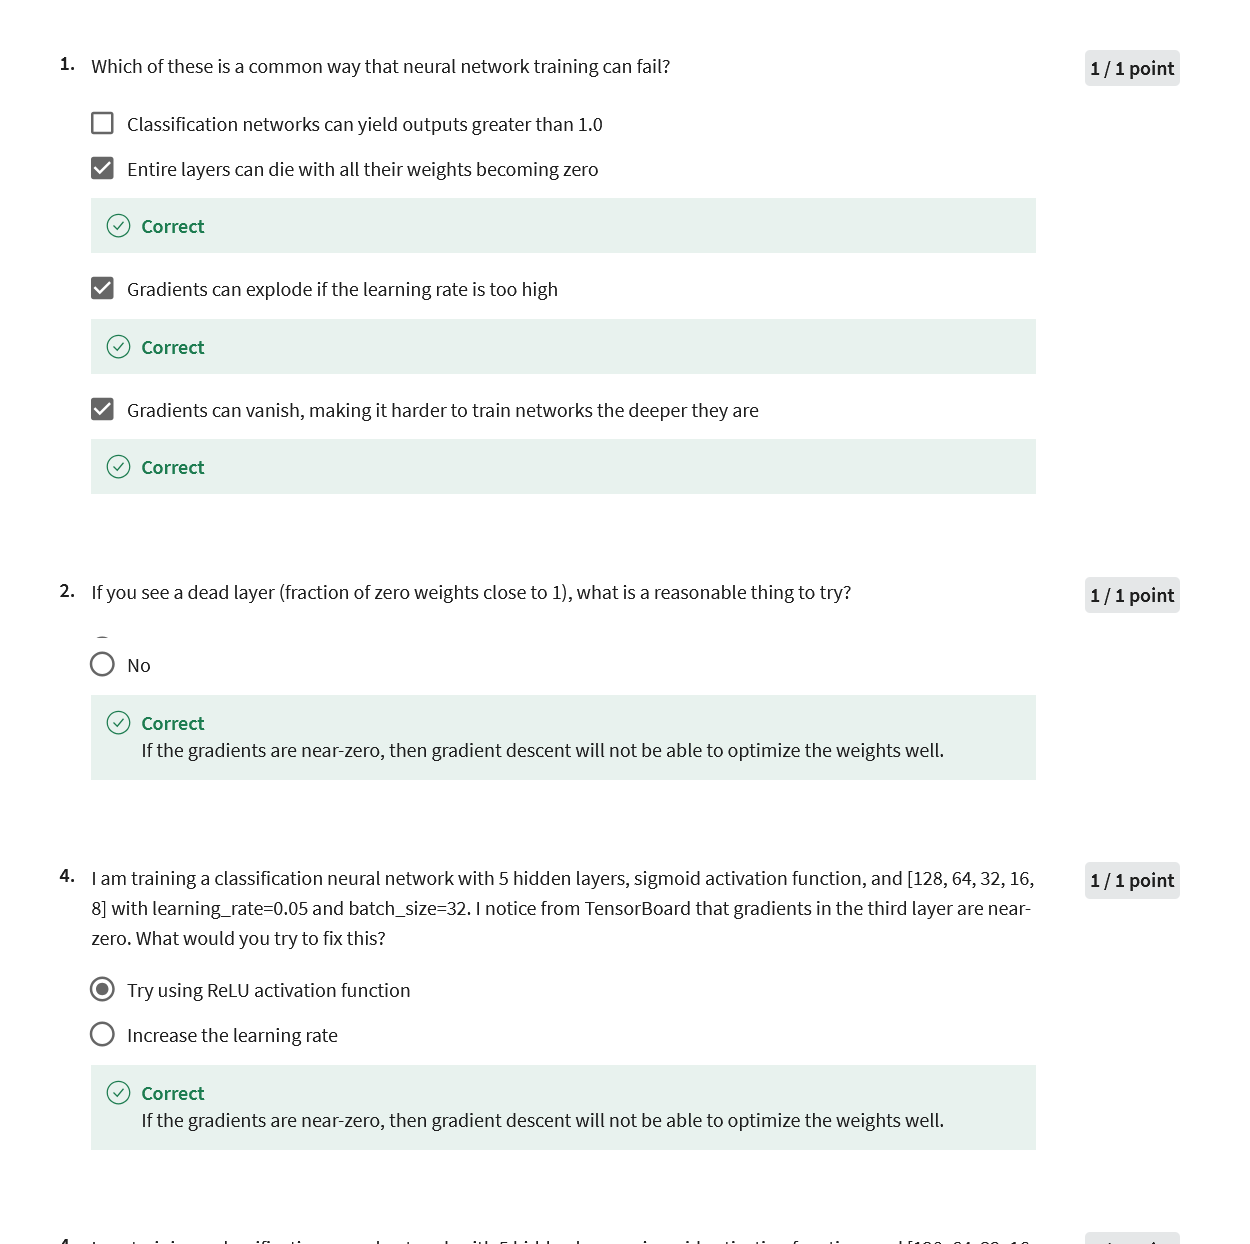 1. Which of these is a common way that neural network training can fail?
1 / 1 point
Classification networks can yield outputs greater than 1.0
Entire layers can die with all their weights becoming zero
Correct
Gradients can explode if the learning rate is too high
Correct
Gradients can vanish, making it harder to train networks the deeper they are
Correct
2. If you see a dead layer (fraction of zero weights close to 1), what is a reasonable thing to try?
1 / 1 point
No
Correct
If the gradients are near-zero, then gradient descent will not be able to optimize the weights well.
4. I am training a classification neural network with 5 hidden layers, sigmoid activation function, and [128, 64, 32, 16,
1 / 1 point
8] with learning_rate=0.05 and batch_size=32. I notice from TensorBoard that gradients in the third layer are near-
zero. What would you try to fix this?
Try using ReLU activation function
Increase the learning rate
Correct
If the gradients are near-zero, then gradient descent will not be able to optimize the weights well.